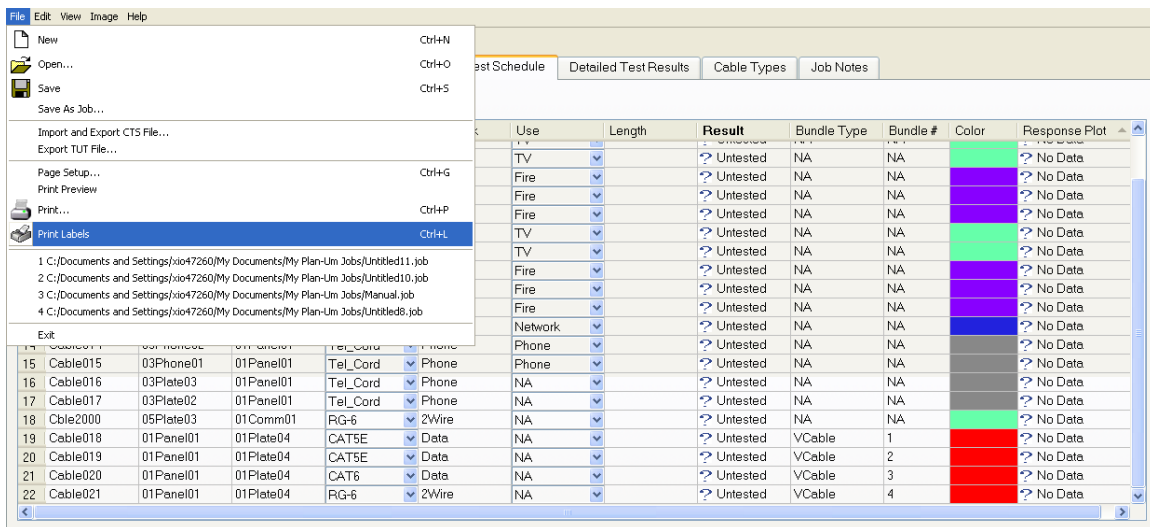 File Edit View Image Help
New Ctrl+N
Open... Ctrl+O
Save Ctrl+S
Save As Job...
Import and Export CTS File...
Export TUT File...
Page Setup... Ctrl+G
Print Preview
Print... Ctrl+P
Print Labels Ctrl+L
1 C:/Documents and Settings/xio47260/My Documents/My Plan-Um Jobs/Untitled11.job
2 C:/Documents and Settings/xio47260/My Documents/My Plan-Um Jobs/Untitled10.job
3 C:/Documents and Settings/xio47260/My Documents/My Plan-Um Jobs/Manual.job
4 C:/Documents and Settings/xio47260/My Documents/My Plan-Um Jobs/Untitled8.job
Exit
est Schedule Detailed Test Results Cable Types Job Notes
Use Length Result Bundle Type Bundle # Color Response Plot
TV ? Untested NA NA ? No Data
Fire ? Untested NA NA ? No Data
Fire ? Untested NA NA ? No Data
Fire ? Untested NA NA ? No Data
TV ? Untested NA NA ? No Data
TV ? Untested NA NA ? No Data
Fire ? Untested NA NA ? No Data
Fire ? Untested NA NA ? No Data
Fire ? Untested NA NA ? No Data
Network ? Untested NA NA ? No Data
Phone ? Untested NA NA ? No Data
15 Cable015 03Phone01 01Panel01 Tel_Cord Phone Phone ? Untested NA NA ? No Data
16 Cable016 03Plate03 01Panel01 Tel_Cord Phone NA ? Untested NA NA ? No Data
17 Cable017 03Plate02 01Panel01 Tel_Cord Phone NA ? Untested NA NA ? No Data
18 Cble2000 05Plate03 01Comm01 RG-6 2Wire NA ? Untested NA NA ? No Data
19 Cable018 01Panel01 01Plate04 CAT5E Data NA ? Untested VCable 1 ? No Data
20 Cable019 01Panel01 01Plate04 CAT5E Data NA ? Untested VCable 2 ? No Data
21 Cable020 01Panel01 01Plate04 CAT6 Data NA ? Untested VCable 3 ? No Data
22 Cable021 01Panel01 01Plate04 RG-6 2Wire NA ? Untested VCable 4 ? No Data